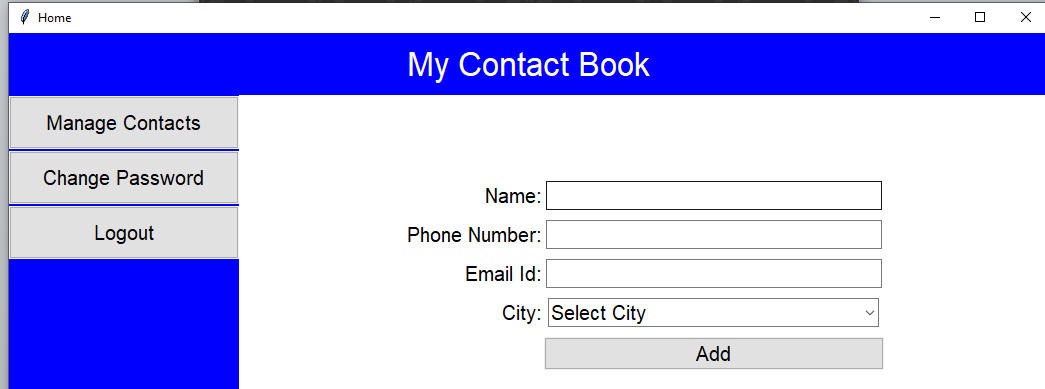 Home
My Contact Book
Manage Contacts
Change Password
Logout
Name:
Phone Number:
Email Id:
City: Select City
Add